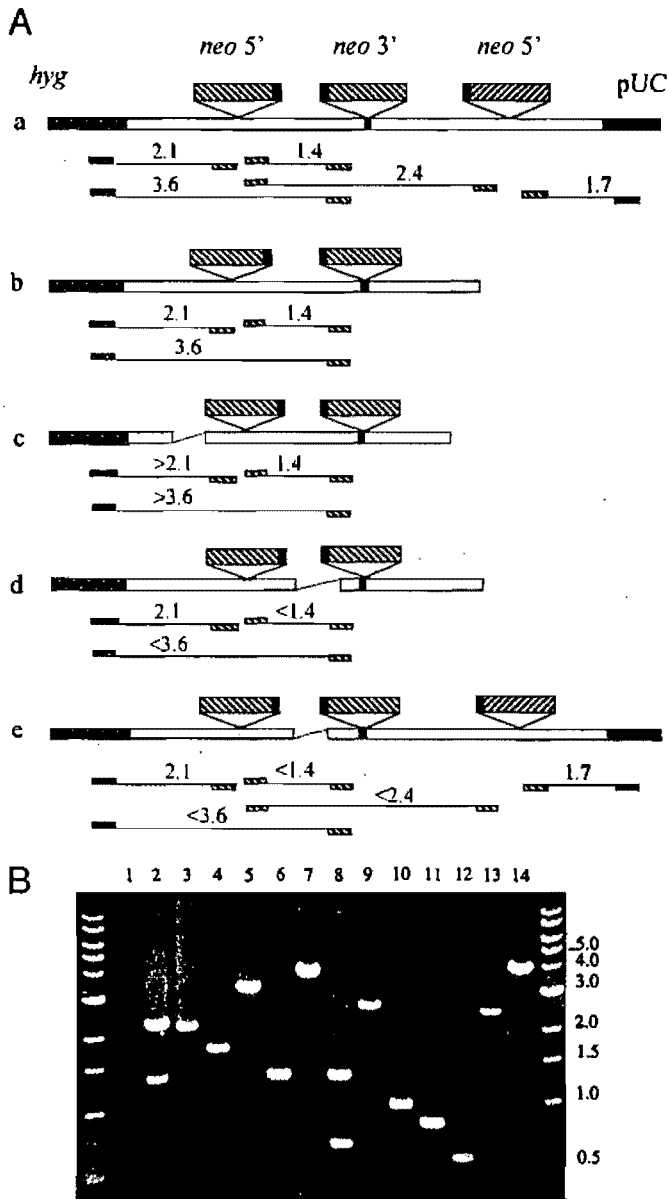 A
neo 5’ neo 3’ neo 5’
hyg pUC
a
2.1 1.4
2.4
3.6 1.7
b
2.1 1.4
3.6
c
>2.1 1.4
>3.6
d
2.1 <1.4
<3.6
e
2.1 <1.4 1.7
<2.4
<3.6
B
1 2 3 4 5 6 7 8 9 10 11 12 13 14
5.0
4.0
3.0
2.0
1.5
1.0
0.5